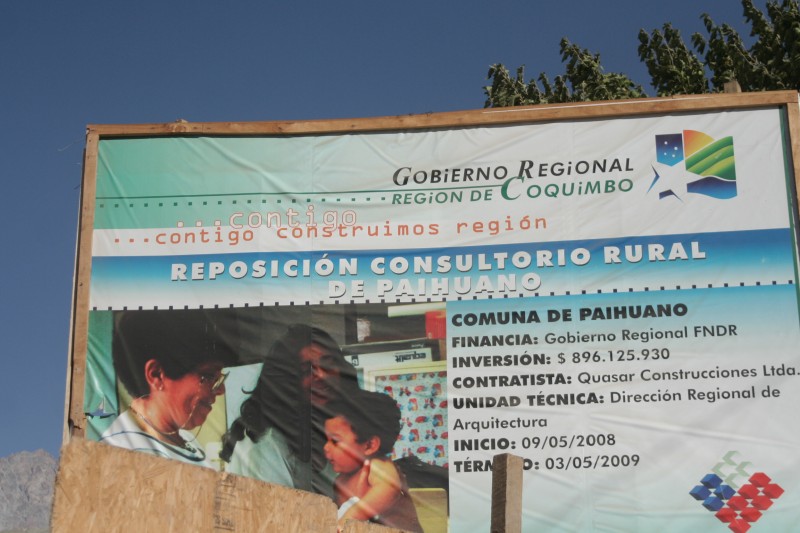 GOBiERNO REGiONAL
REGiÓN DE COQUiMBO
...contigo
...contigo construimos región
REPOSICIÓN CONSULTORIO RURAL
DE PAIHUANO
COMUNA DE PAIHUANO
FINANCIA: Gobierno Regional FNDR
INVERSIÓN: $ 896.125.930
CONTRATISTA: Quasar Construcciones Ltda.
UNIDAD TÉCNICA: Dirección Regional de
Arquitectura
INICIO: 09/05/2008
TÉRM O: 03/05/2009